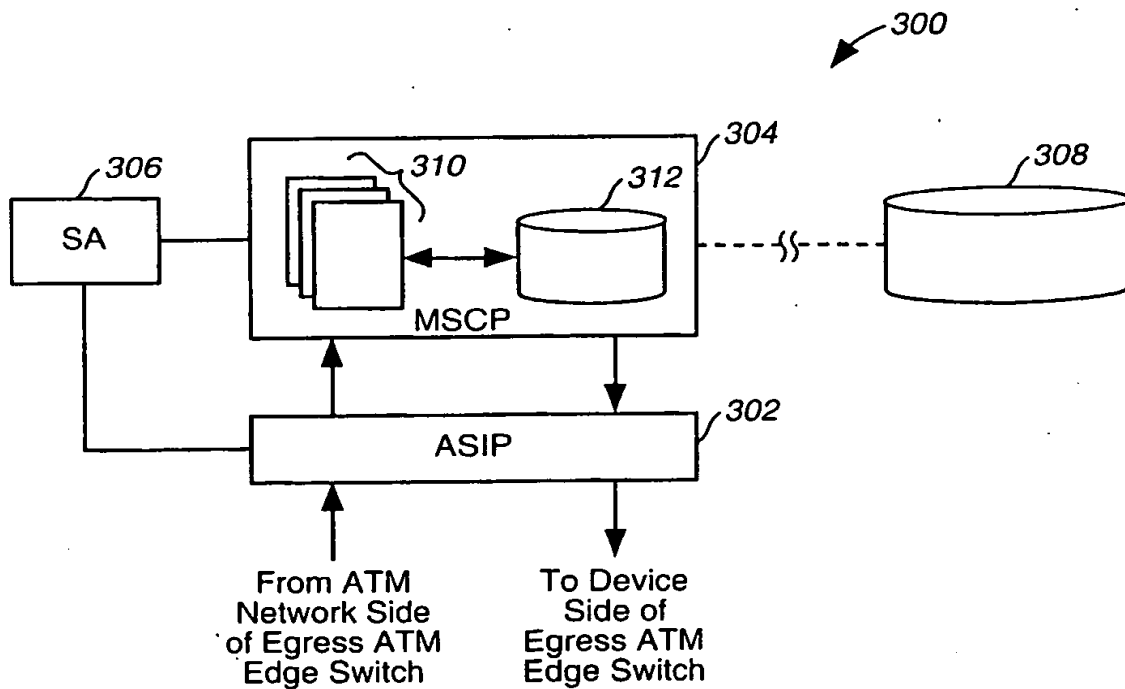 300
304
306
310
312
308
SA
MSCP
302
ASIP
From ATM
Network Side
of Egress ATM
Edge Switch
To Device
Side of
Egress ATM
Edge Switch